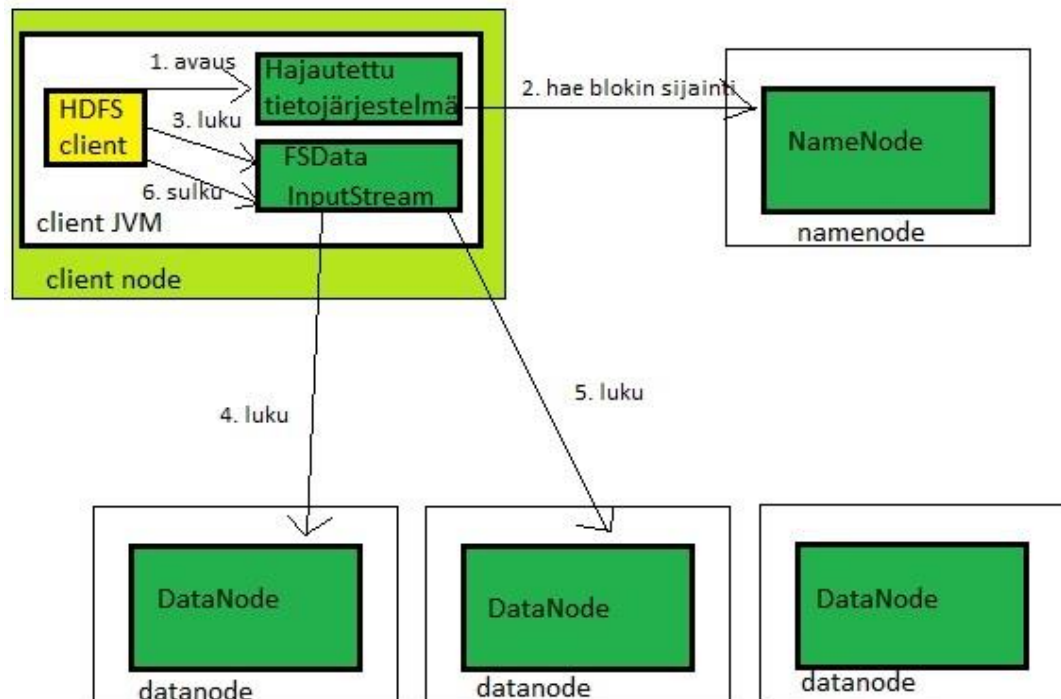 1. avaus
Hajautettu
tietojärjestelmä
2. hae blokin sijainti
HDFS
client
3. luku
FSData
InputStream
6. sulku
client JVM
client node
NameNode
namenode
4. luku
5. luku
DataNode
datanode
DataNode
datanode
DataNode
datanode